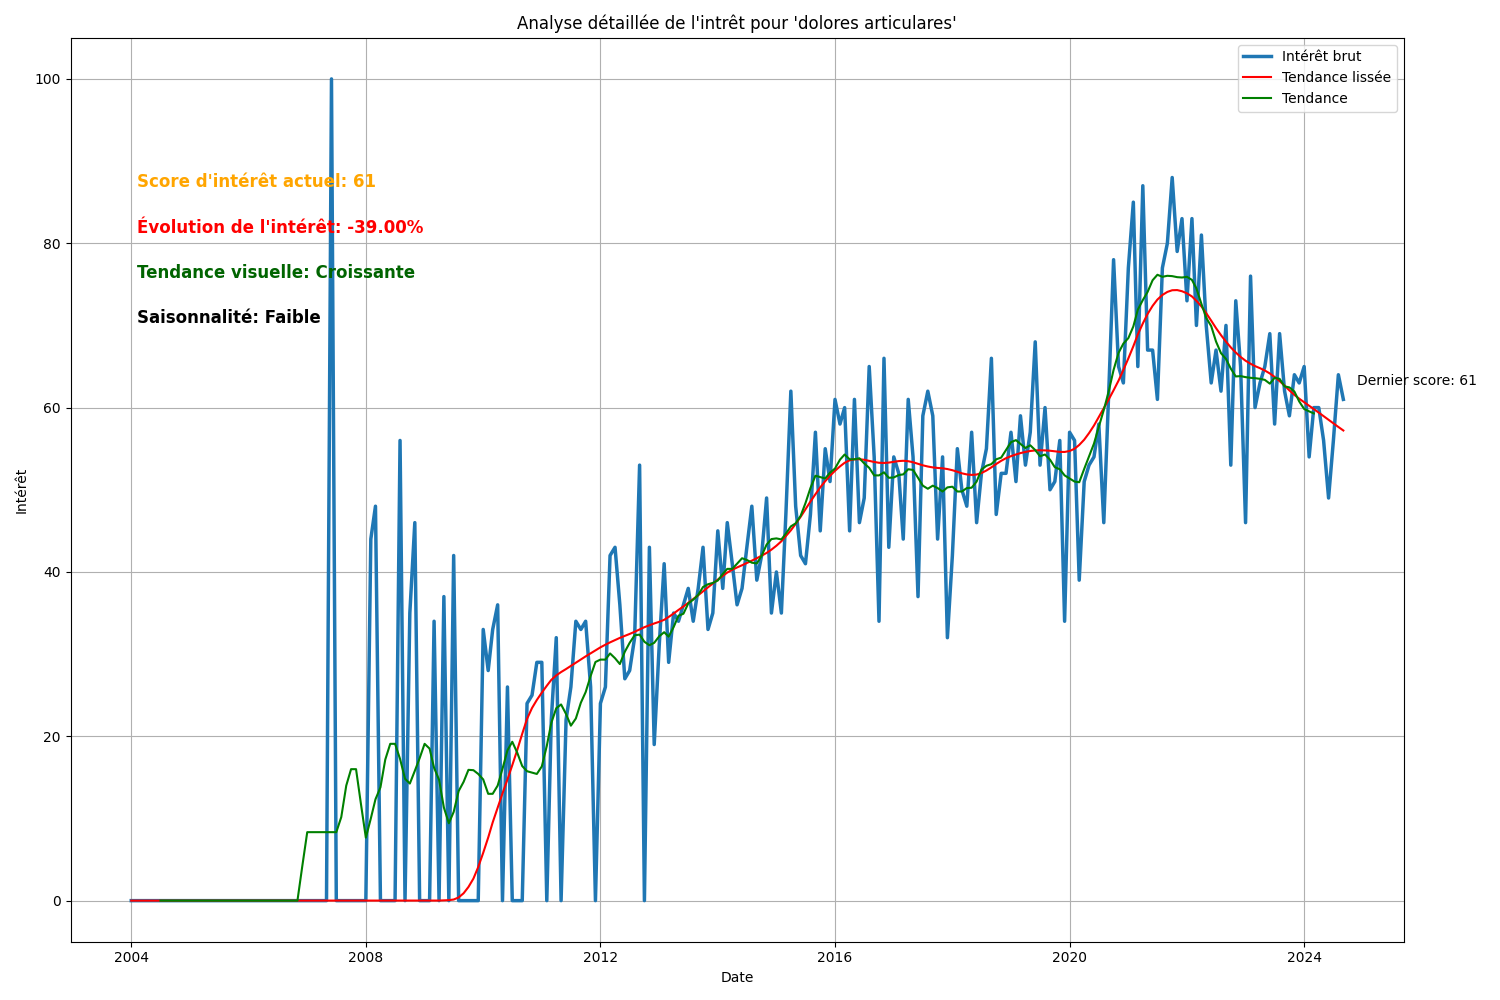 Analyse détaillée de l'intrêt pour 'dolores articulares'
Intérêt brut
Tendance lissée
Tendance
100
80
60
40
20
0
Intérêt
Score d'intérêt actuel: 61
Évolution de l'intérêt: -39.00%
Tendance visuelle: Croissante
Saisonnalité: Faible
Dernier score: 61
2004 2008 2012 2016 2020 2024
Date